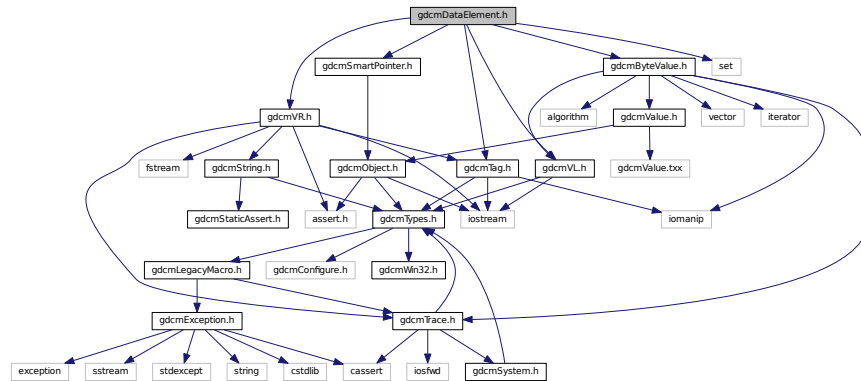 gdcmDataElement.h
gdcmSmartPointer.h
gdcmByteValue.h
set
gdcmVR.h
algorithm
gdcmValue.h
vector
iterator
fstream
gdcmString.h
gdcmObject.h
gdcmTag.h
gdcmVL.h
gdcmValue.txx
gdcmStaticAssert.h
assert.h
gdcmTypes.h
iostream
iomanip
gdcmLegacyMacro.h
gdcmConfigure.h
gdcmWin32.h
gdcmException.h
gdcmTrace.h
exception
sstream
stdexcept
string
cstdlib
cassert
iosfwd
gdcmSystem.h